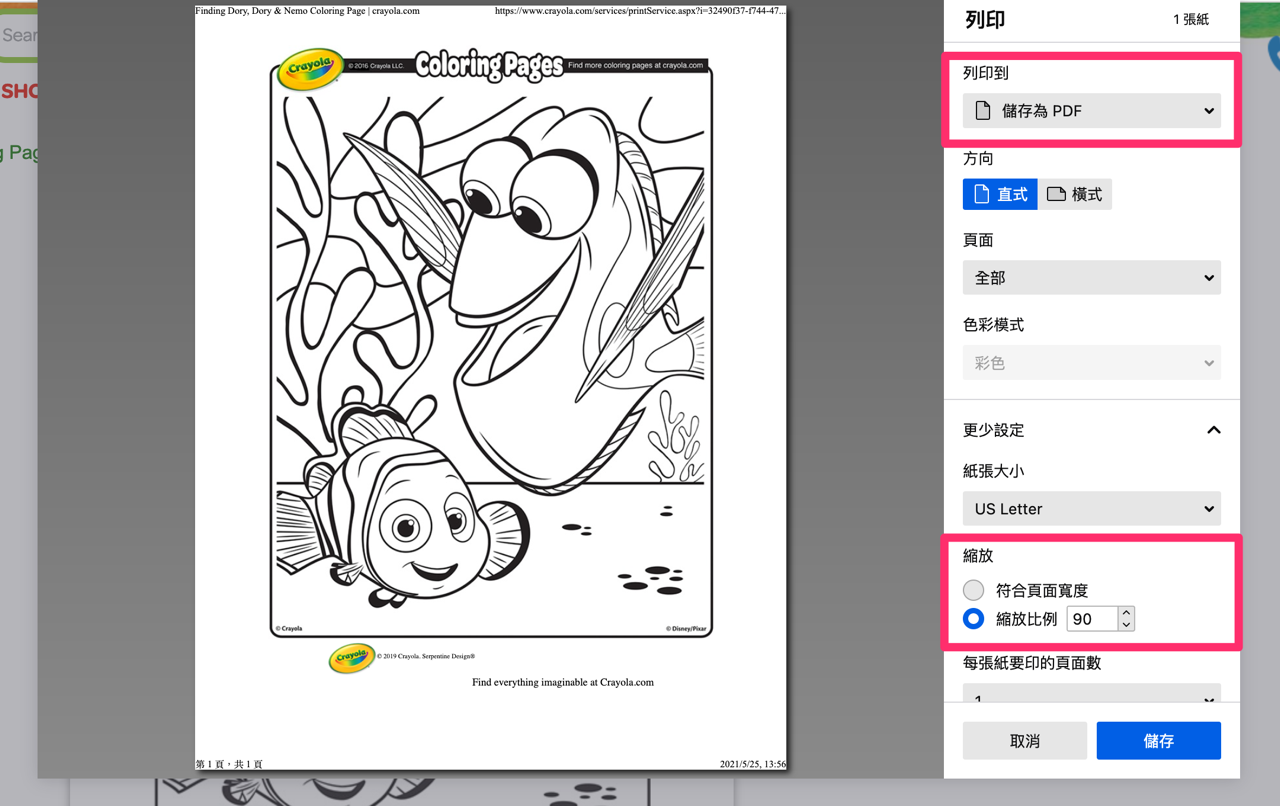 Sear
SHO
g Pag
Finding Dory, Dory & Nemo Coloring Page | crayola.com
https://www.crayola.com/services/printService.aspx?i=32490f37-f744-47...
Crayola
© 2016 Crayola LLC.
Coloring Pages
Find more coloring pages at crayola.com
© Crayola
© Disney/Pixar
Crayola
© 2019 Crayola. Serpentine Design®
Find everything imaginable at Crayola.com
第 1 頁，共 1 頁
2021/5/25, 13:56
列印
1 張紙
列印到
儲存為 PDF
方向
直式
橫式
頁面
全部
色彩模式
彩色
更少設定
紙張大小
US Letter
縮放
符合頁面寬度
縮放比例 90
每張紙要印的頁面數
1
取消
儲存